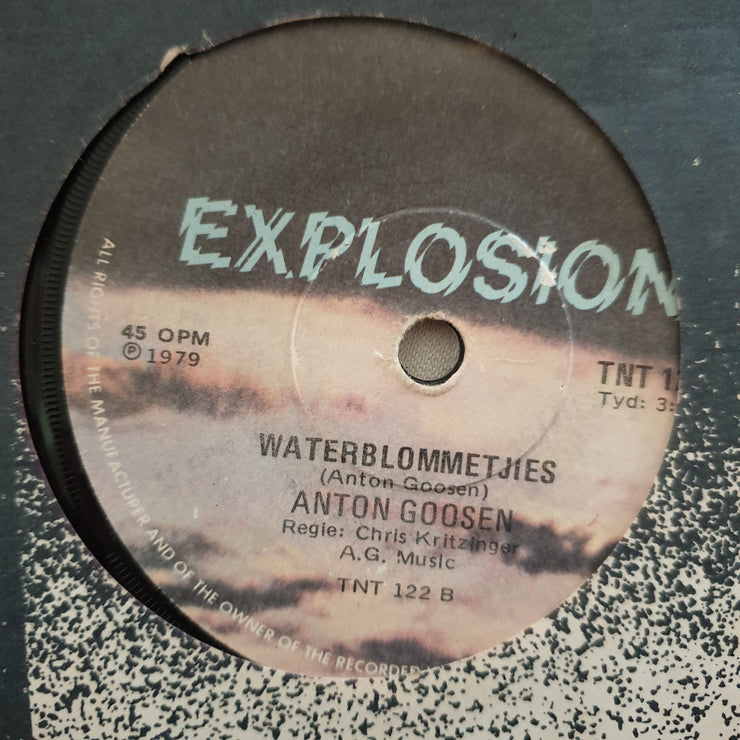 EXPLOSION
45 OPM
℗ 1979
TNT
Tyd: 3:
WATERBLOMMETJIES
(Anton Goosen)
ANTON GOOSEN
Regie: Chris Kritzinger
A.G. Music
TNT 122 B
ALL RIGHTS OF THE MANUFACTURER AND OF THE OWNER OF THE RECORDED